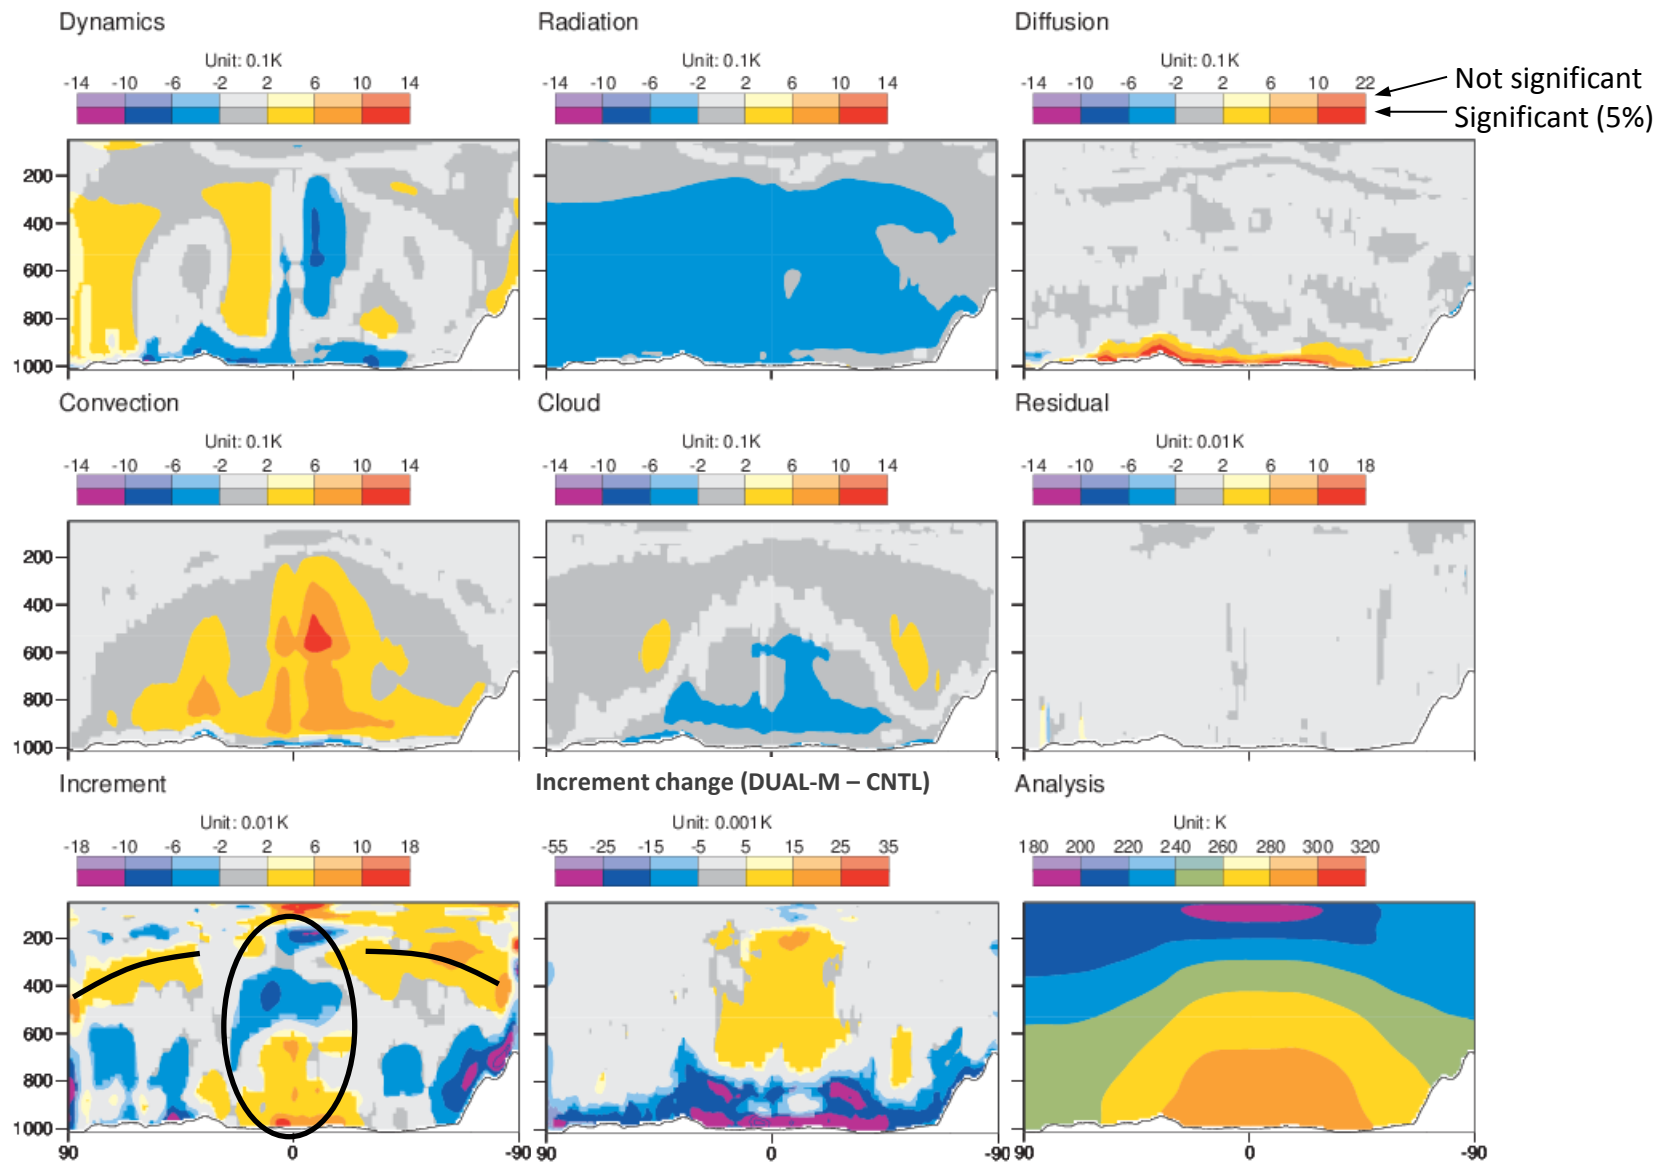 Dynamics
Radiation
Diffusion
Unit: 0.1K
Unit: 0.1K
Unit: 0.1K
-14 -10 -6 -2 2 6 10 14
-14 -10 -6 -2 2 6 10 14
-14 -10 -6 -2 2 6 10 22
Not significant
Significant (5%)
200
400
600
800
1000
Convection
Cloud
Residual
Unit: 0.1K
Unit: 0.1K
Unit: 0.01K
-14 -10 -6 -2 2 6 10 14
-14 -10 -6 -2 2 6 10 14
-14 -10 -6 -2 2 6 10 18
200
400
600
800
1000
Increment
Increment change (DUAL-M – CNTL)
Analysis
Unit: 0.01K
Unit: 0.001K
Unit: K
-18 -10 -6 -2 2 6 10 18
-55 -25 -15 -5 5 15 25 35
180 200 220 240 260 280 300 320
200
400
600
800
1000
90 0 -90
90 0 -90
90 0 -90